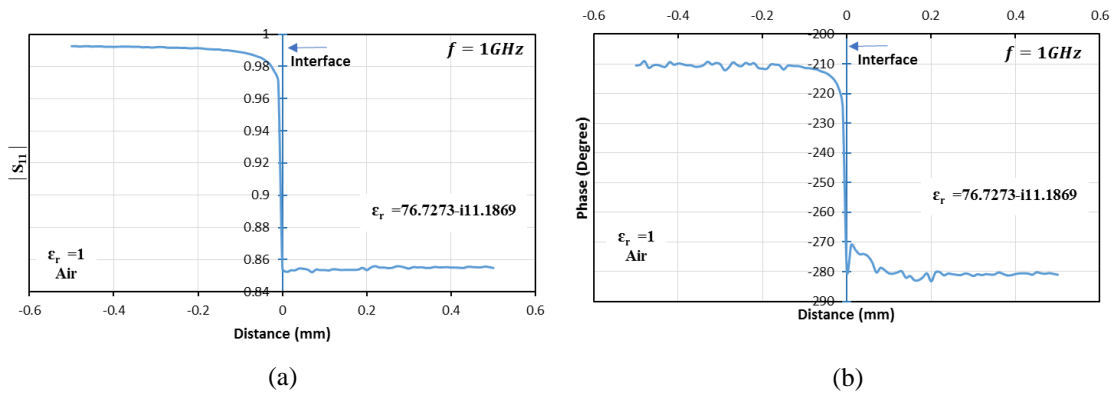 1
𝒇 = 𝟏𝑮𝑯𝒛
Interface
0.98
0.96
0.94
0.92
0.9
0.88
0.86
0.84
|S₁₁|
εr =76.7273-i11.1869
εr =1
Air
-0.6 -0.4 -0.2 0 0.2 0.4 0.6
Distance (mm)
(a)
-0.6 -0.4 -0.2 0 0.2 0.4 0.6
-200
𝒇 = 𝟏𝑮𝑯𝒛
Interface
-210
-220
-230
-240
-250
-260
-270
-280
-290
Phase (Degree)
εr =76.7273-i11.1869
εr =1
Air
Distance (mm)
(b)